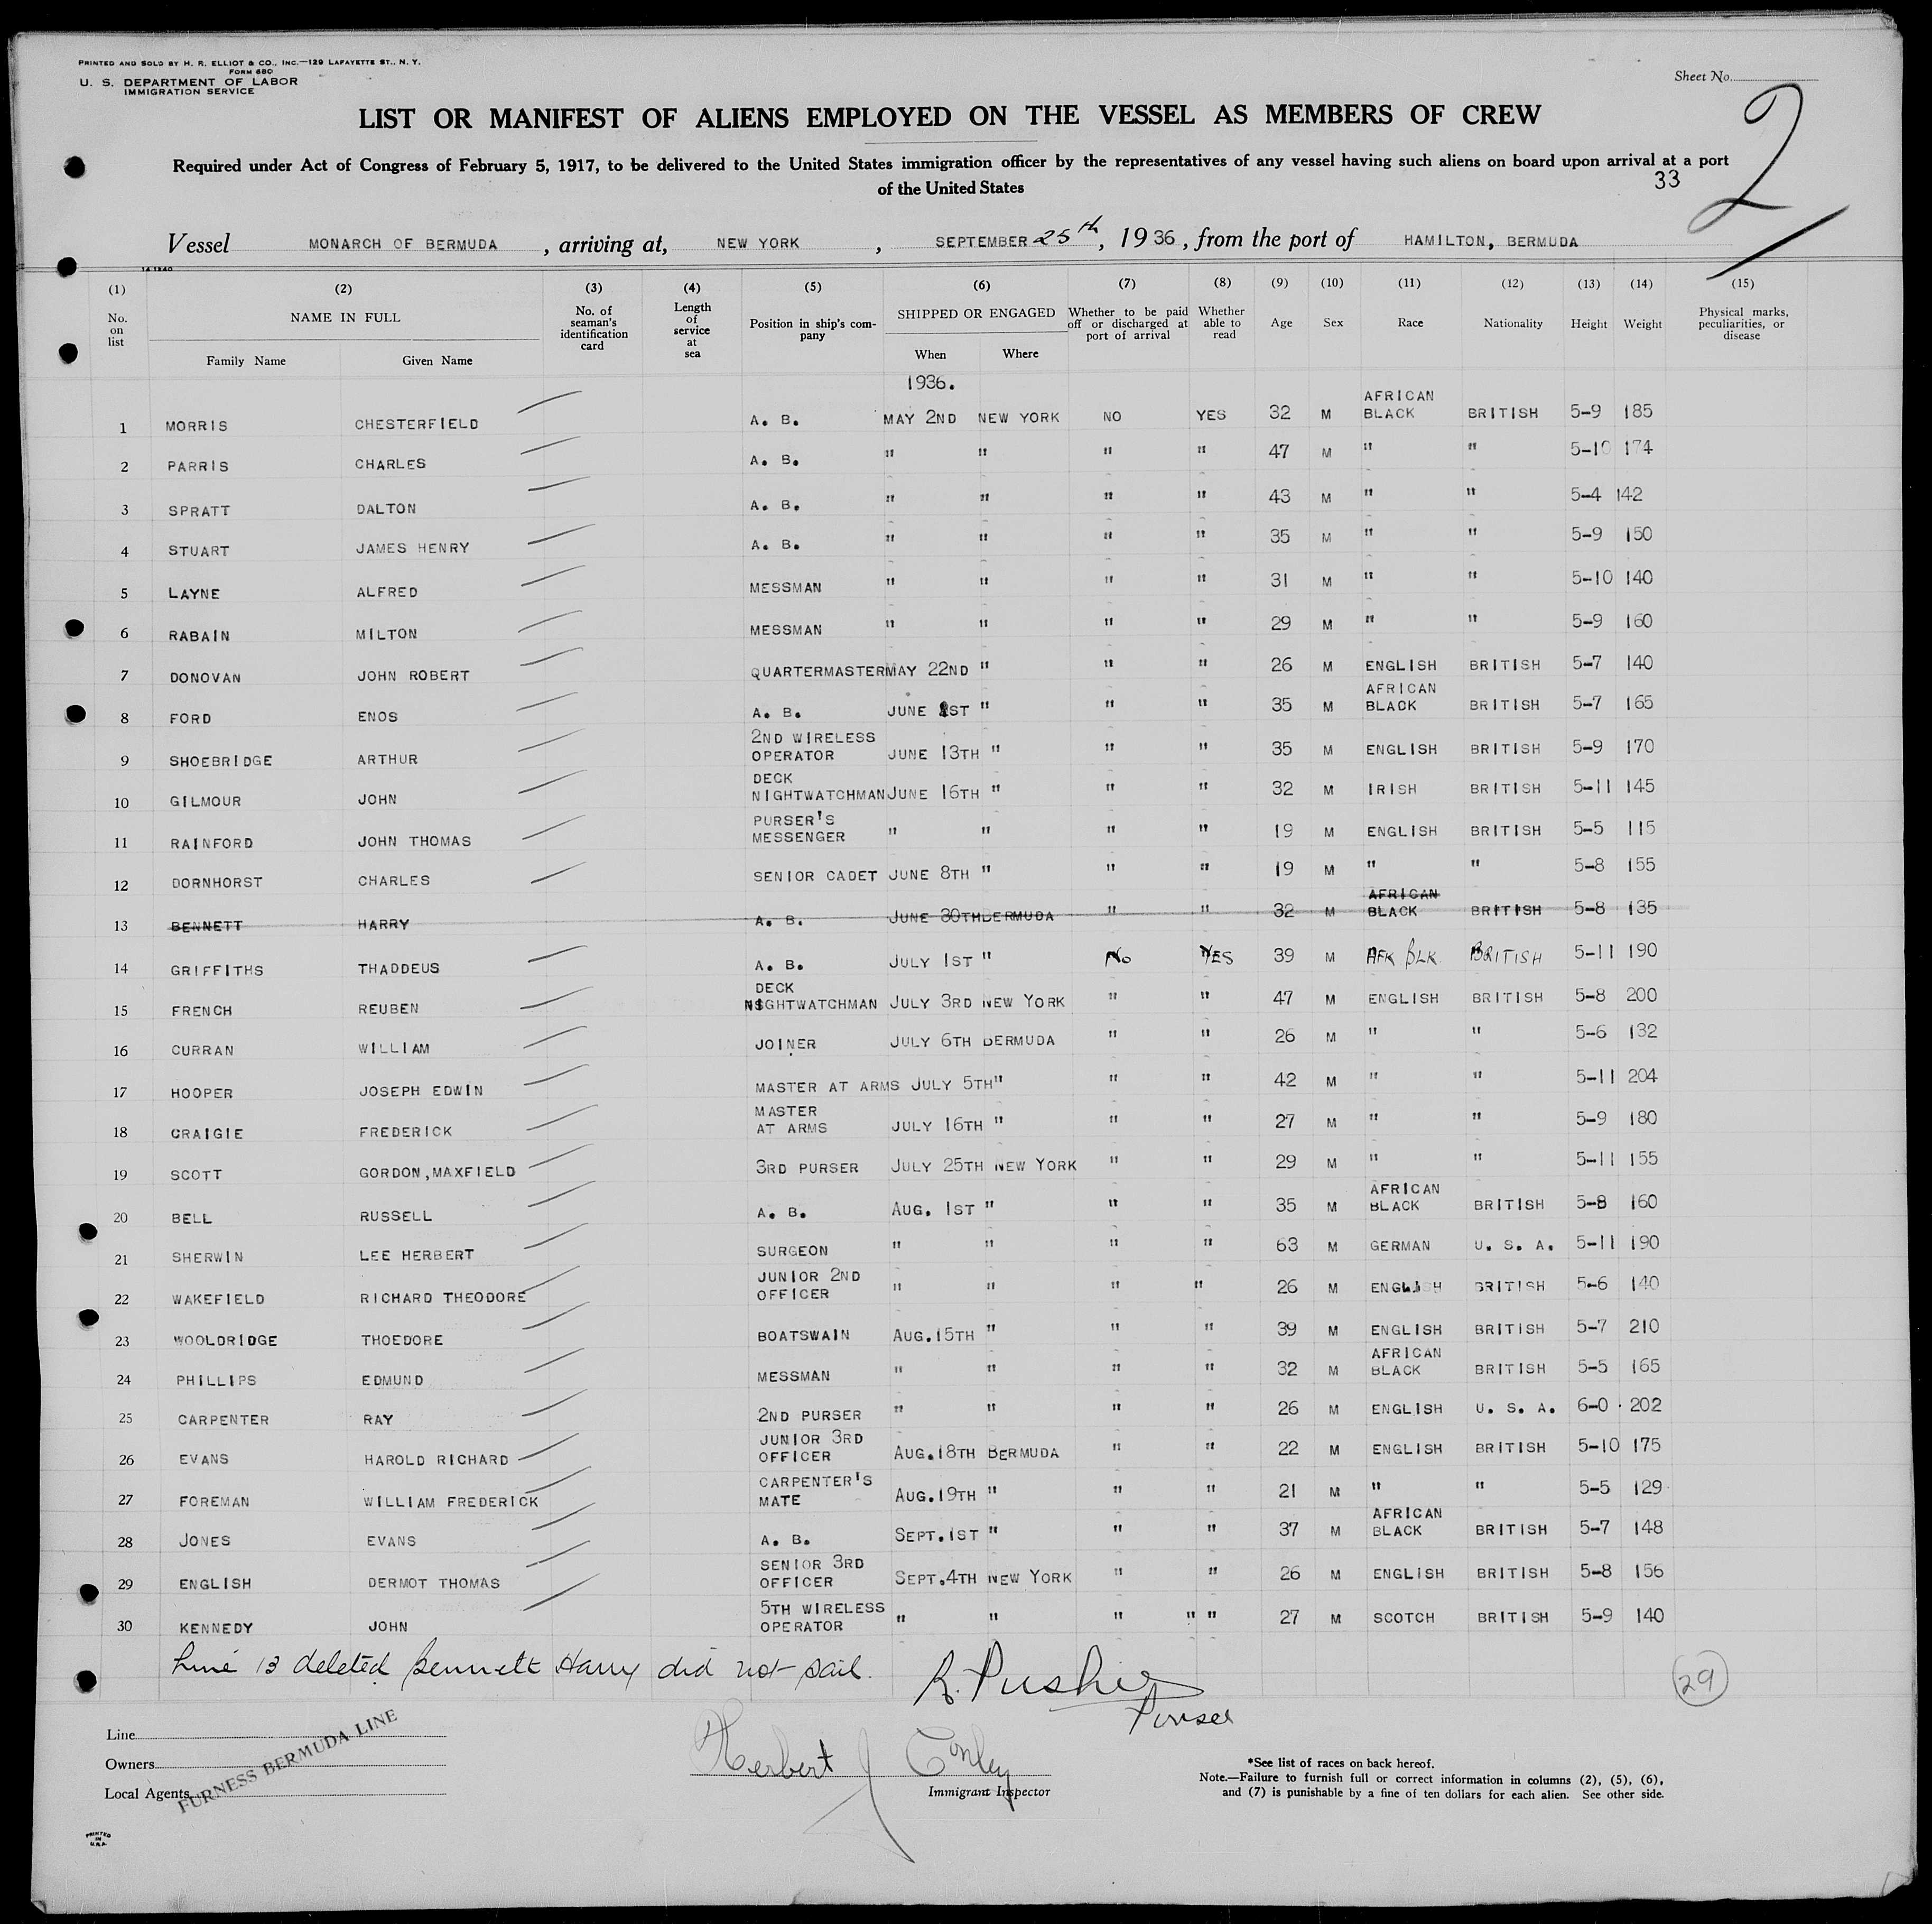 PRINTED AND SOLD BY H. R. ELLIOT & CO., INC.—129 LAFAYETTE ST., N. Y.
FORM 680
U. S. DEPARTMENT OF LABOR
IMMIGRATION SERVICE
Sheet No.
2
LIST OR MANIFEST OF ALIENS EMPLOYED ON THE VESSEL AS MEMBERS OF CREW
Required under Act of Congress of February 5, 1917, to be delivered to the United States immigration officer by the representatives of any vessel having such aliens on board upon arrival at a port
of the United States
33
Vessel MONARCH OF BERMUDA, arriving at, NEW YORK, SEPTEMBER 25th, 1936, from the port of HAMILTON, BERMUDA
(1) (2) (3) (4) (5) (6) (7) (8) (9) (10) (11) (12) (13) (14) (15)
No. on list NAME IN FULL Family Name Given Name No. of seaman's identification card Length of service at sea Position in ship's company SHIPPED OR ENGAGED When Where Whether to be paid off or discharged at port of arrival Whether able to read Age Sex Race Nationality Height Weight Physical marks, peculiarities, or disease
1936.
1 MORRIS CHESTERFIELD A. B. MAY 2ND NEW YORK NO YES 32 M AFRICAN BLACK BRITISH 5-9 185
2 PARRIS CHARLES A. B. " " " " 47 M " " 5-10 174
3 SPRATT DALTON A. B. " " " " 43 M " " 5-4 142
4 STUART JAMES HENRY A. B. " " " " 35 M " " 5-9 150
5 LAYNE ALFRED MESSMAN " " " " 31 M " " 5-10 140
6 RABAIN MILTON MESSMAN " " " " 29 M " " 5-9 160
7 DONOVAN JOHN ROBERT QUARTERMASTER MAY 22ND " " " 26 M ENGLISH BRITISH 5-7 140
8 FORD ENOS A. B. JUNE 1ST " " " 35 M AFRICAN BLACK BRITISH 5-7 165
9 SHOEBRIDGE ARTHUR 2ND WIRELESS OPERATOR JUNE 13TH " " " 35 M ENGLISH BRITISH 5-9 170
10 GILMOUR JOHN DECK NIGHTWATCHMAN JUNE 16TH " " " 32 M IRISH BRITISH 5-11 145
11 RAINFORD JOHN THOMAS PURSER'S MESSENGER " " " " 19 M ENGLISH BRITISH 5-5 115
12 DORNHORST CHARLES SENIOR CADET JUNE 8TH " " " 19 M " " 5-8 155
13 BENNETT HARRY A. B. JUNE 30TH BERMUDA " " 32 M AFRICAN BLACK BRITISH 5-8 135
14 GRIFFITHS THADDEUS A. B. JULY 1ST " No YES 39 M AFR BLK BRITISH 5-11 190
15 FRENCH REUBEN DECK NIGHTWATCHMAN JULY 3RD NEW YORK " " 47 M ENGLISH BRITISH 5-8 200
16 CURRAN WILLIAM JOINER JULY 6TH BERMUDA " " 26 M " " 5-6 132
17 HOOPER JOSEPH EDWIN MASTER AT ARMS JULY 5TH " " " 42 M " " 5-11 204
18 CRAIGIE FREDERICK MASTER AT ARMS JULY 16TH " " " 27 M " " 5-9 180
19 SCOTT GORDON,MAXFIELD 3RD PURSER JULY 25TH NEW YORK " " 29 M " " 5-11 155
20 BELL RUSSELL A. B. AUG. 1ST " " " 35 M AFRICAN BLACK BRITISH 5-8 160
21 SHERWIN LEE HERBERT SURGEON " " " " 63 M GERMAN U. S. A. 5-11 190
22 WAKEFIELD RICHARD THEODORE JUNIOR 2ND OFFICER " " " " 26 M ENGLISH BRITISH 5-6 140
23 WOOLDRIDGE THOEDORE BOATSWAIN AUG.15TH " " " 39 M ENGLISH BRITISH 5-7 210
24 PHILLIPS EDMUND MESSMAN " " " " 32 M AFRICAN BLACK BRITISH 5-5 165
25 CARPENTER RAY 2ND PURSER " " " " 26 M ENGLISH U. S. A. 6-0 202
26 EVANS HAROLD RICHARD JUNIOR 3RD OFFICER AUG.18TH BERMUDA " " 22 M ENGLISH BRITISH 5-10 175
27 FOREMAN WILLIAM FREDERICK CARPENTER'S MATE AUG.19TH " " " 21 M " " 5-5 129
28 JONES EVANS A. B. SEPT.1ST " " " 37 M AFRICAN BLACK BRITISH 5-7 148
29 ENGLISH DERMOT THOMAS SENIOR 3RD OFFICER SEPT.4TH NEW YORK " " 26 M ENGLISH BRITISH 5-8 156
30 KENNEDY JOHN 5TH WIRELESS OPERATOR " " " " " 27 M SCOTCH BRITISH 5-9 140
Line 13 deleted Bennett Harry did not sail.
Purser
29
Line
Owners
Local Agents
FURNESS BERMUDA LINE
Herbert J Conley
Immigrant Inspector
*See list of races on back hereof.
Note.—Failure to furnish full or correct information in columns (2), (5), (6),
and (7) is punishable by a fine of ten dollars for each alien. See other side.
PRINTED IN U.S.A.